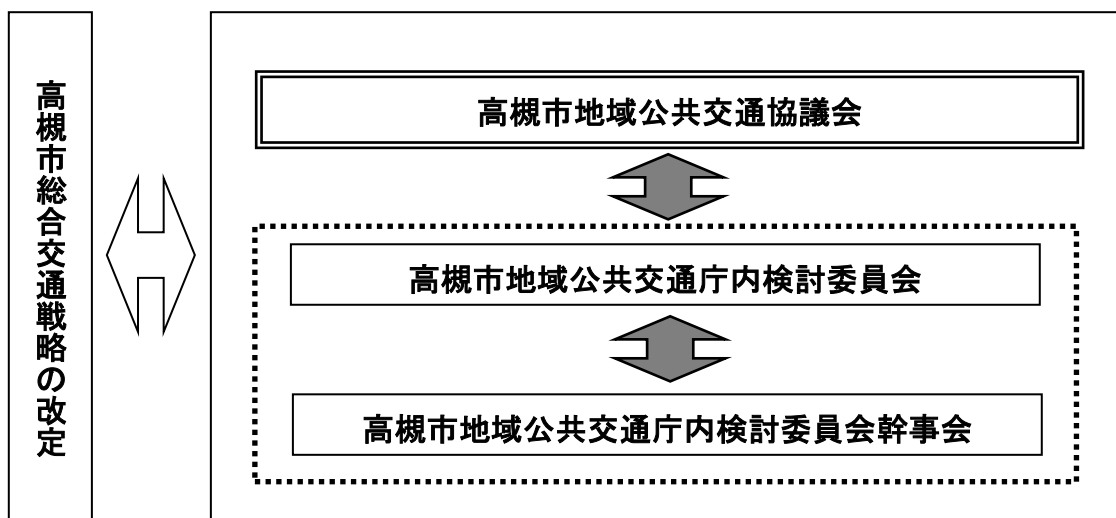 高槻市総合交通戦略の改定
高槻市地域公共交通協議会
高槻市地域公共交通庁内検討委員会
高槻市地域公共交通庁内検討委員会幹事会